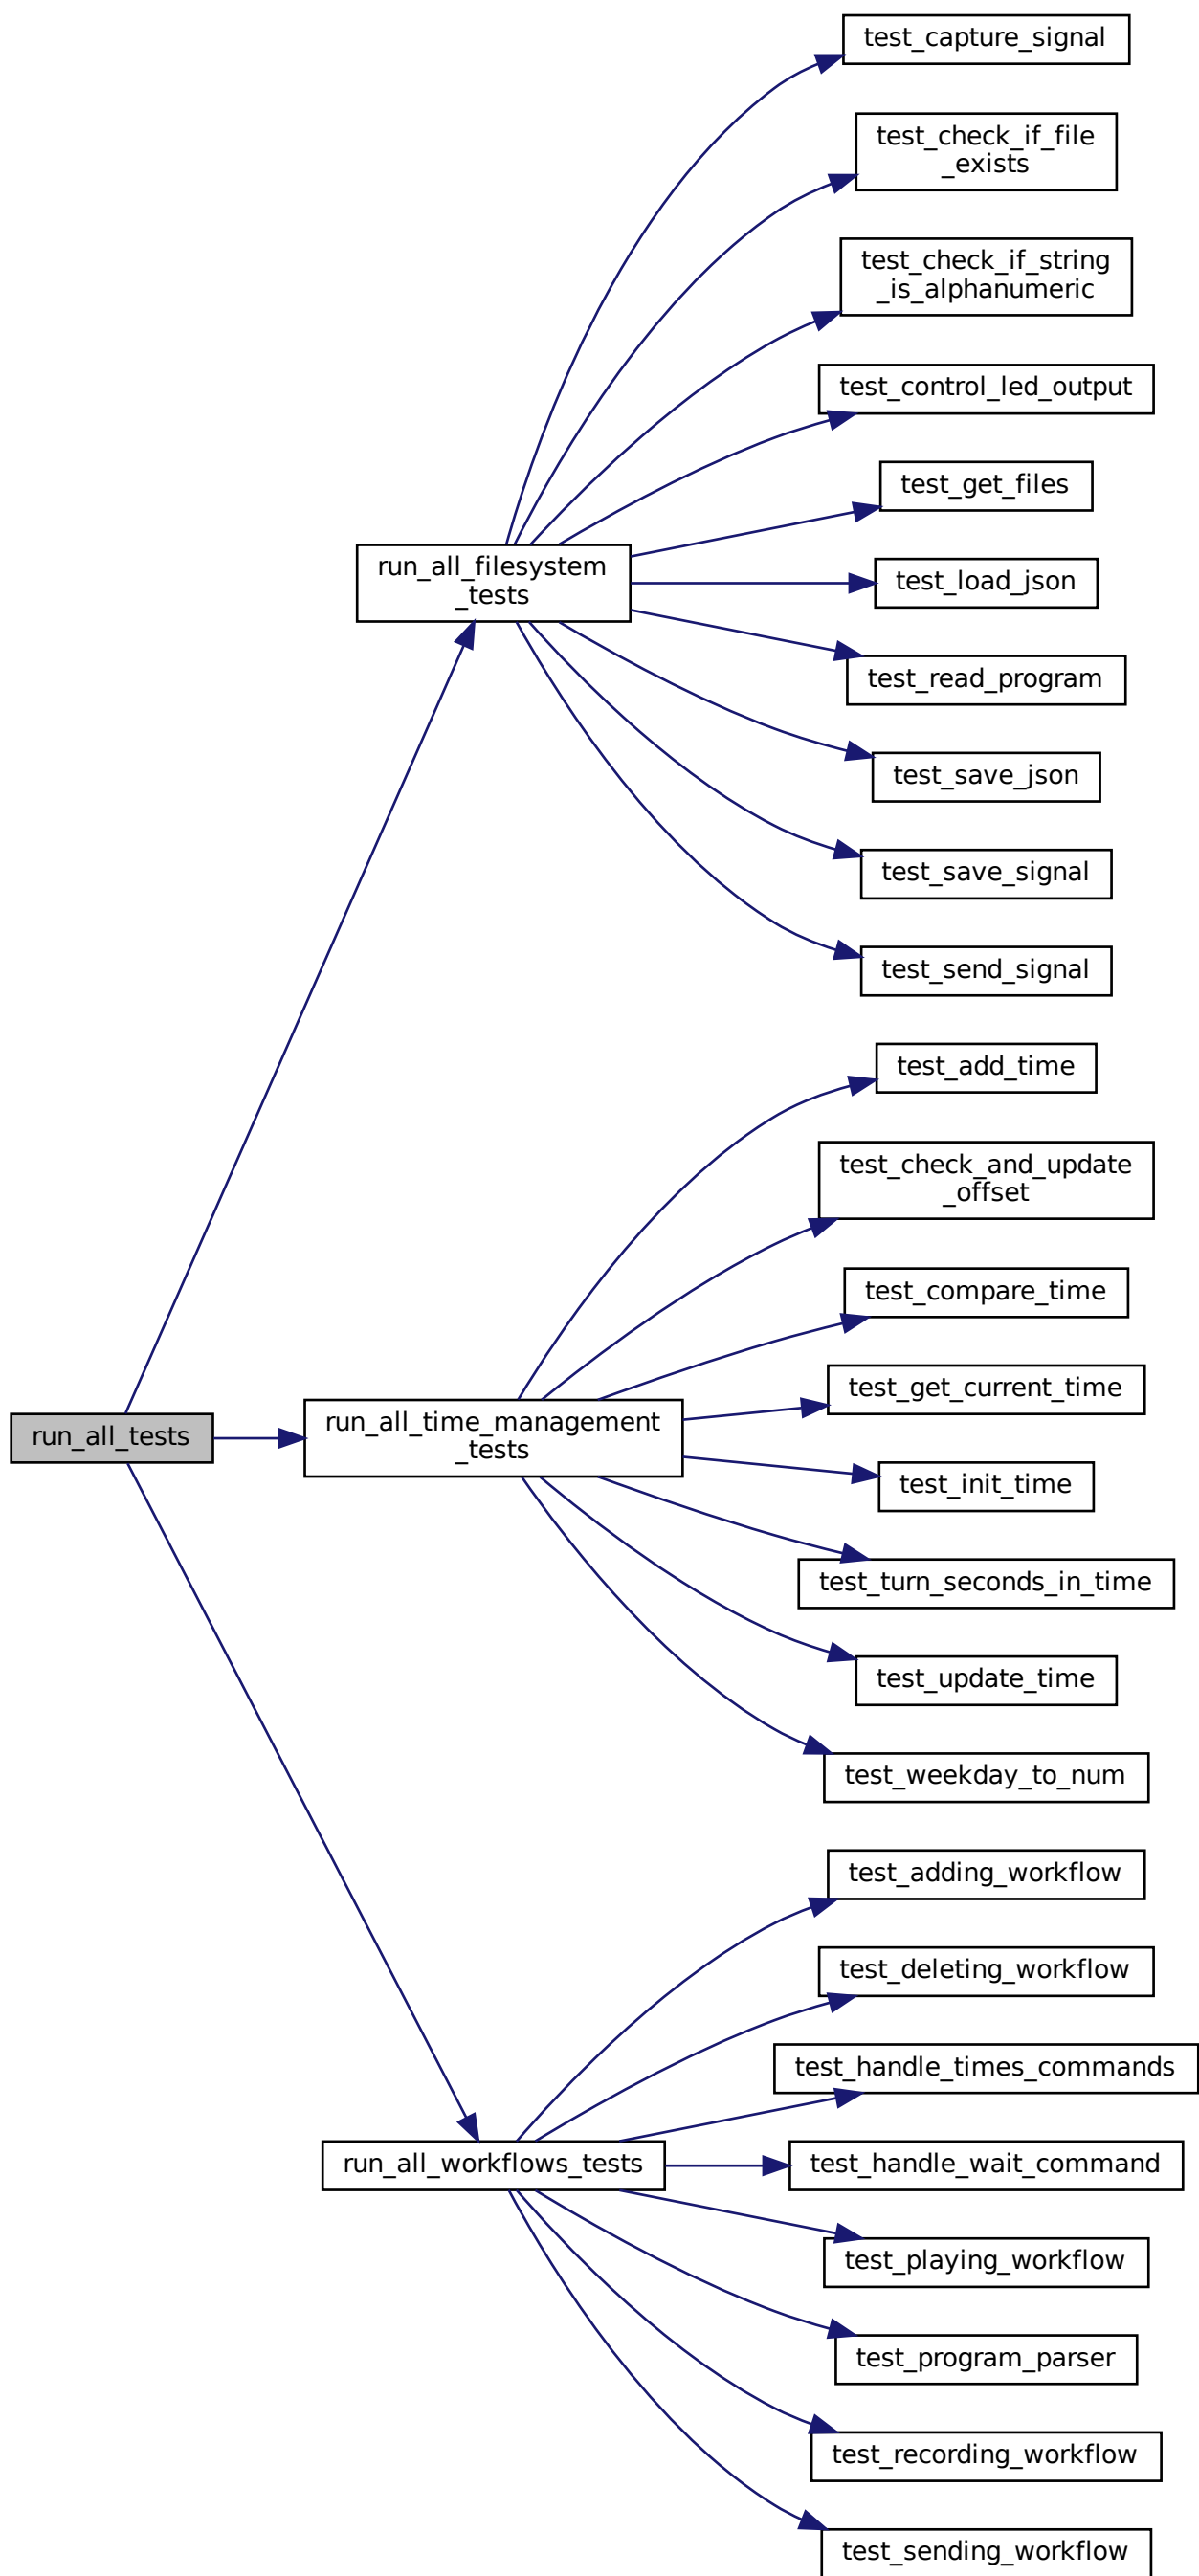 test_capture_signal
test_check_if_file
_exists
test_check_if_string
_is_alphanumeric
test_control_led_output
test_get_files
run_all_filesystem
_tests
test_load_json
test_read_program
test_save_json
test_save_signal
test_send_signal
test_add_time
test_check_and_update
_offset
test_compare_time
test_get_current_time
run_all_tests
run_all_time_management
_tests
test_init_time
test_turn_seconds_in_time
test_update_time
test_weekday_to_num
test_adding_workflow
test_deleting_workflow
test_handle_times_commands
run_all_workflows_tests
test_handle_wait_command
test_playing_workflow
test_program_parser
test_recording_workflow
test_sending_workflow